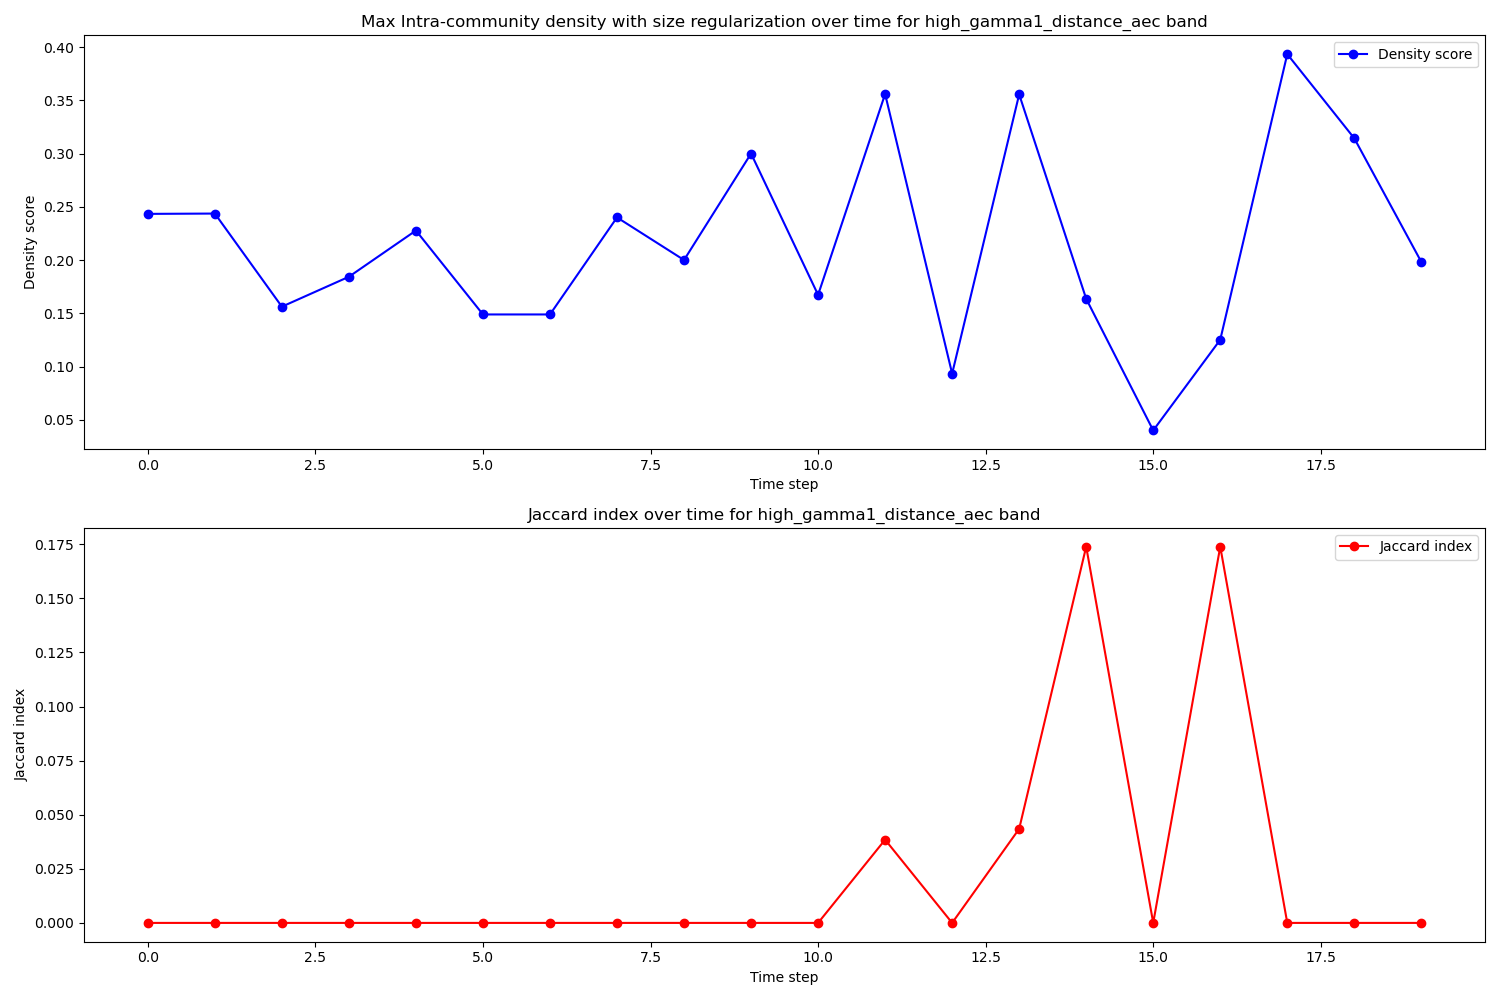 Max Intra-community density with size regularization over time for high_gamma1_distance_aec band
Density score
0.40
0.35
0.30
0.25
0.20
0.15
0.10
0.05
Density score
0.0 2.5 5.0 7.5 10.0 12.5 15.0 17.5
Time step
Jaccard index over time for high_gamma1_distance_aec band
Jaccard index
0.175
0.150
0.125
0.100
0.075
0.050
0.025
0.000
Jaccard index
0.0 2.5 5.0 7.5 10.0 12.5 15.0 17.5
Time step